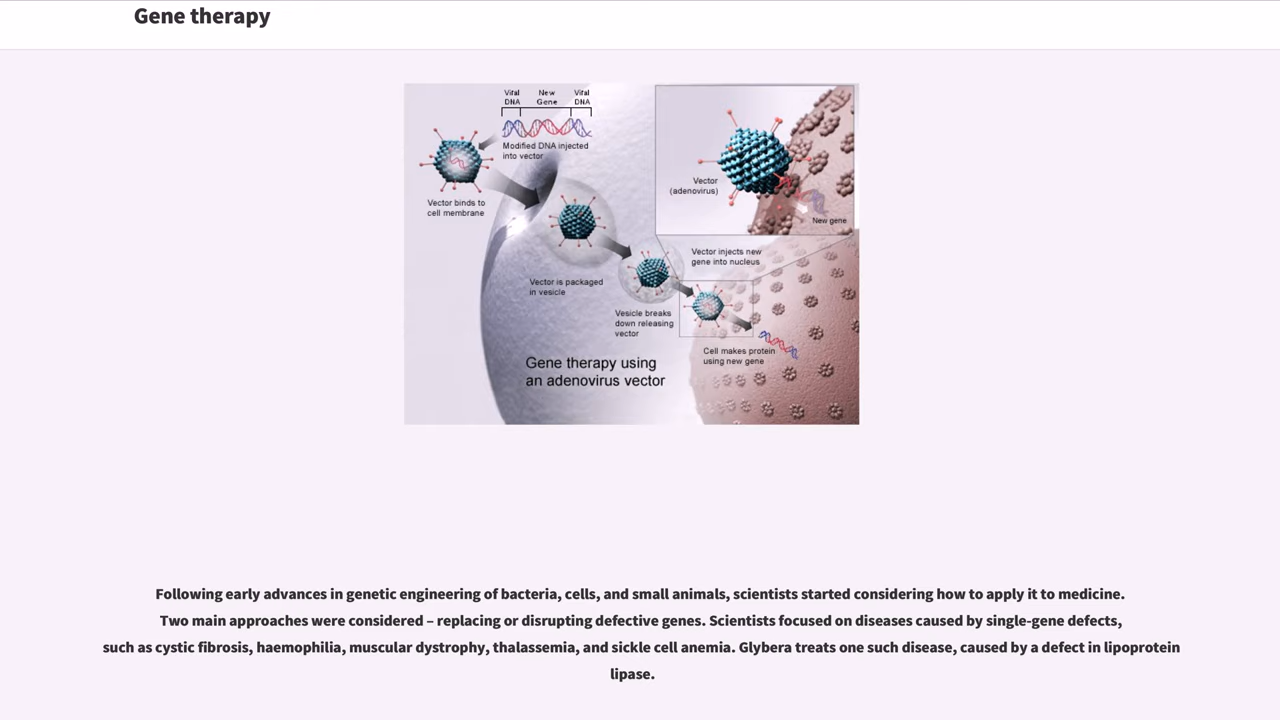 Gene therapy
Viral
DNA
New
Gene
Viral
DNA
Modified DNA injected
into vector
Vector binds to
cell membrane
Vector
(adenovirus)
New gene
Vector injects new
gene into nucleus
Vector is packaged
in vesicle
Vesicle breaks
down releasing
vector
Cell makes protein
using new gene
Gene therapy using
an adenovirus vector
Following early advances in genetic engineering of bacteria, cells, and small animals, scientists started considering how to apply it to medicine.
Two main approaches were considered – replacing or disrupting defective genes. Scientists focused on diseases caused by single-gene defects,
such as cystic fibrosis, haemophilia, muscular dystrophy, thalassemia, and sickle cell anemia. Glybera treats one such disease, caused by a defect in lipoprotein
lipase.